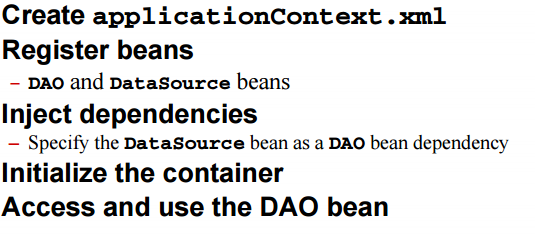 Create applicationContext.xml
Register beans
– DAO and DataSource beans
Inject dependencies
– Specify the DataSource bean as a DAO bean dependency
Initialize the container
Access and use the DAO bean